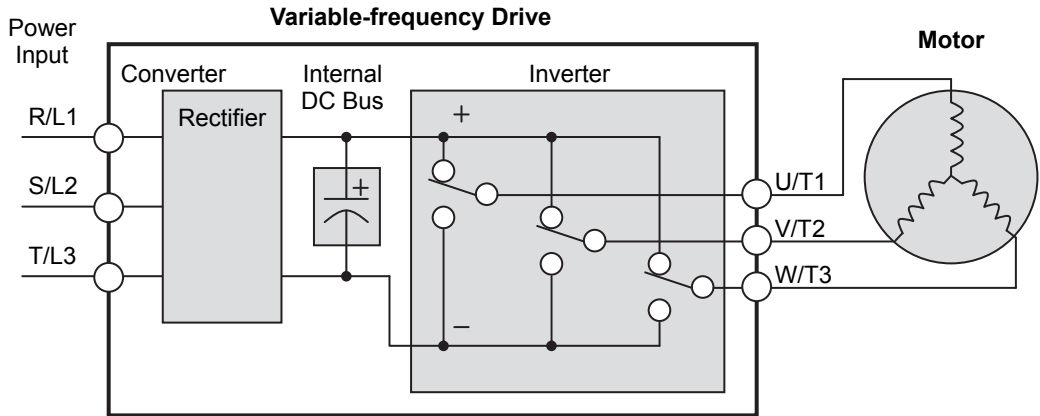 Variable-frequency Drive
Power
Input
Motor
Converter
Internal
DC Bus
Inverter
Rectifier
R/L1
S/L2
T/L3
+
+
–
U/T1
V/T2
W/T3